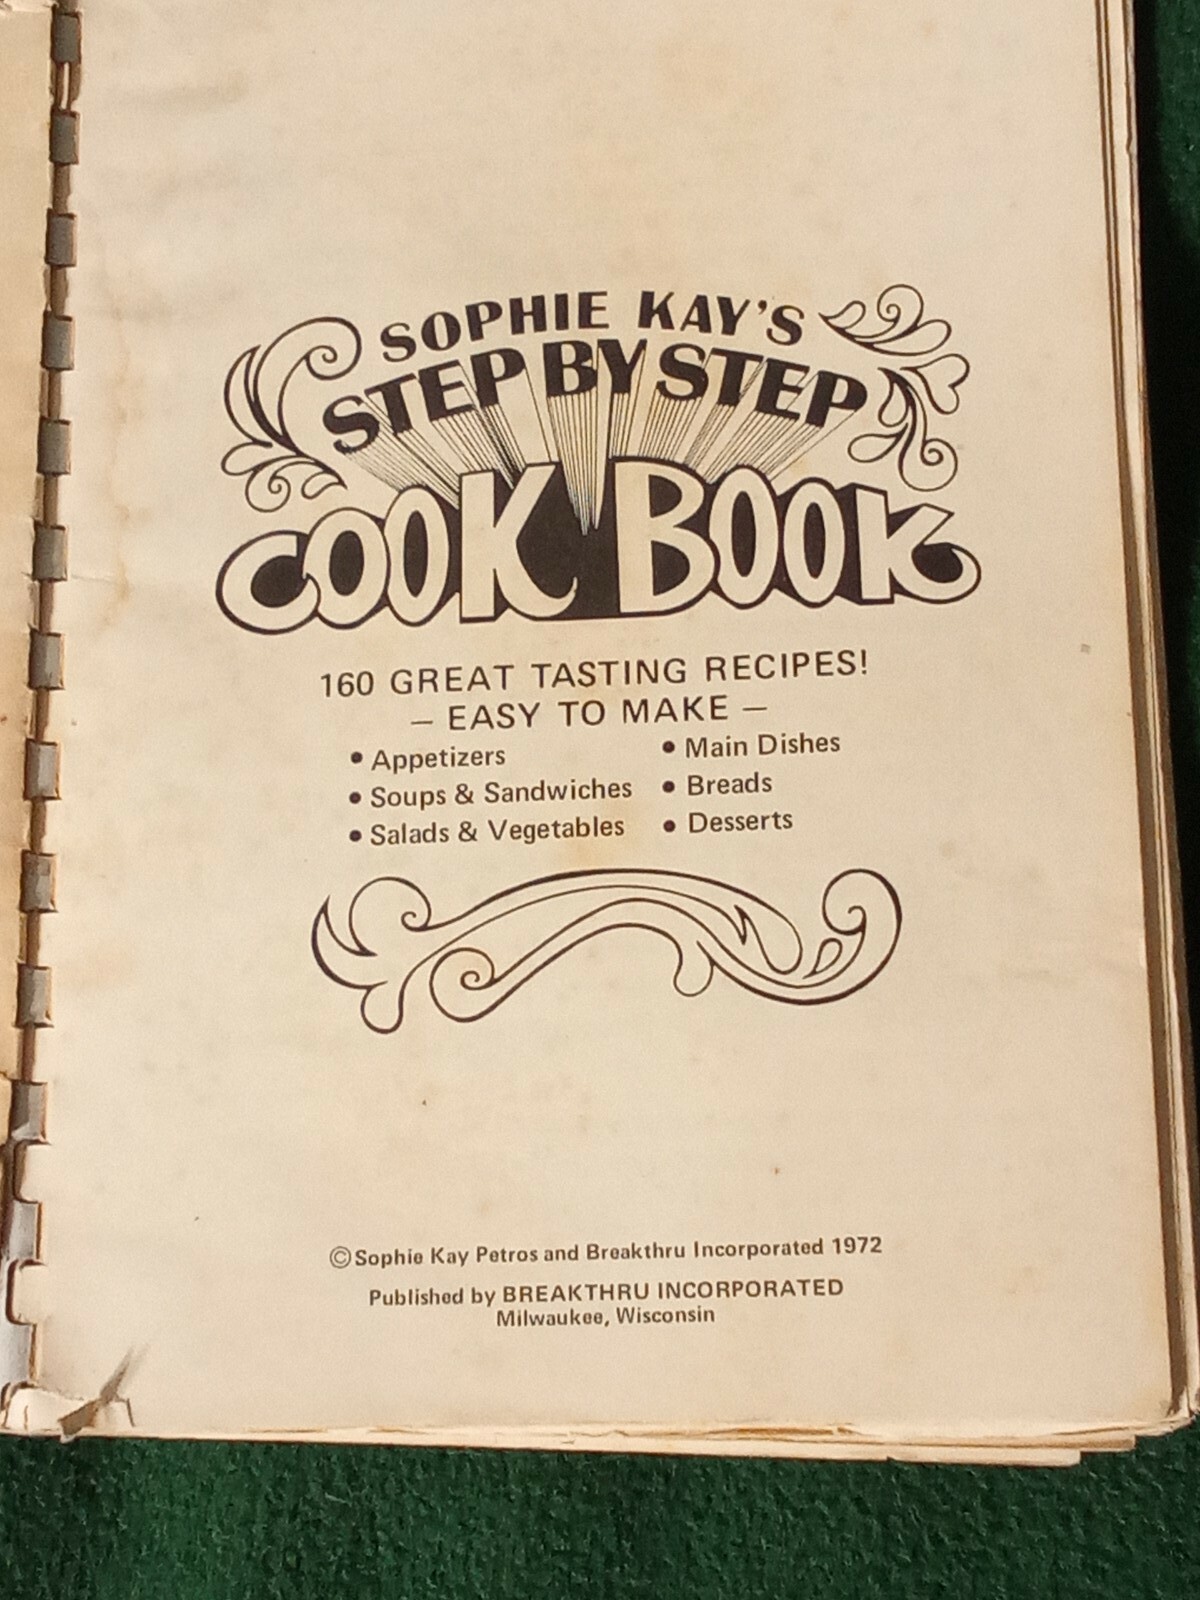 SOPHIE KAY'S
STEP BY STEP
COOK BOOK
160 GREAT TASTING RECIPES!
– EASY TO MAKE –
• Appetizers
• Soups & Sandwiches
• Salads & Vegetables
• Main Dishes
• Breads
• Desserts
©Sophie Kay Petros and Breakthru Incorporated 1972
Published by BREAKTHRU INCORPORATED
Milwaukee, Wisconsin